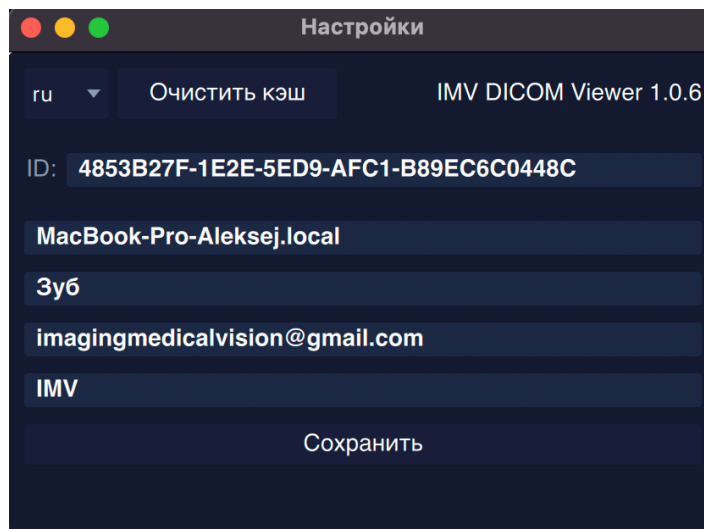 Настройки
ru Очистить кэш IMV DICOM Viewer 1.0.6
ID: 4853B27F-1E2E-5ED9-AFC1-B89EC6C0448C
MacBook-Pro-Aleksej.local
Зуб
imagingmedicalvision@gmail.com
IMV
Сохранить